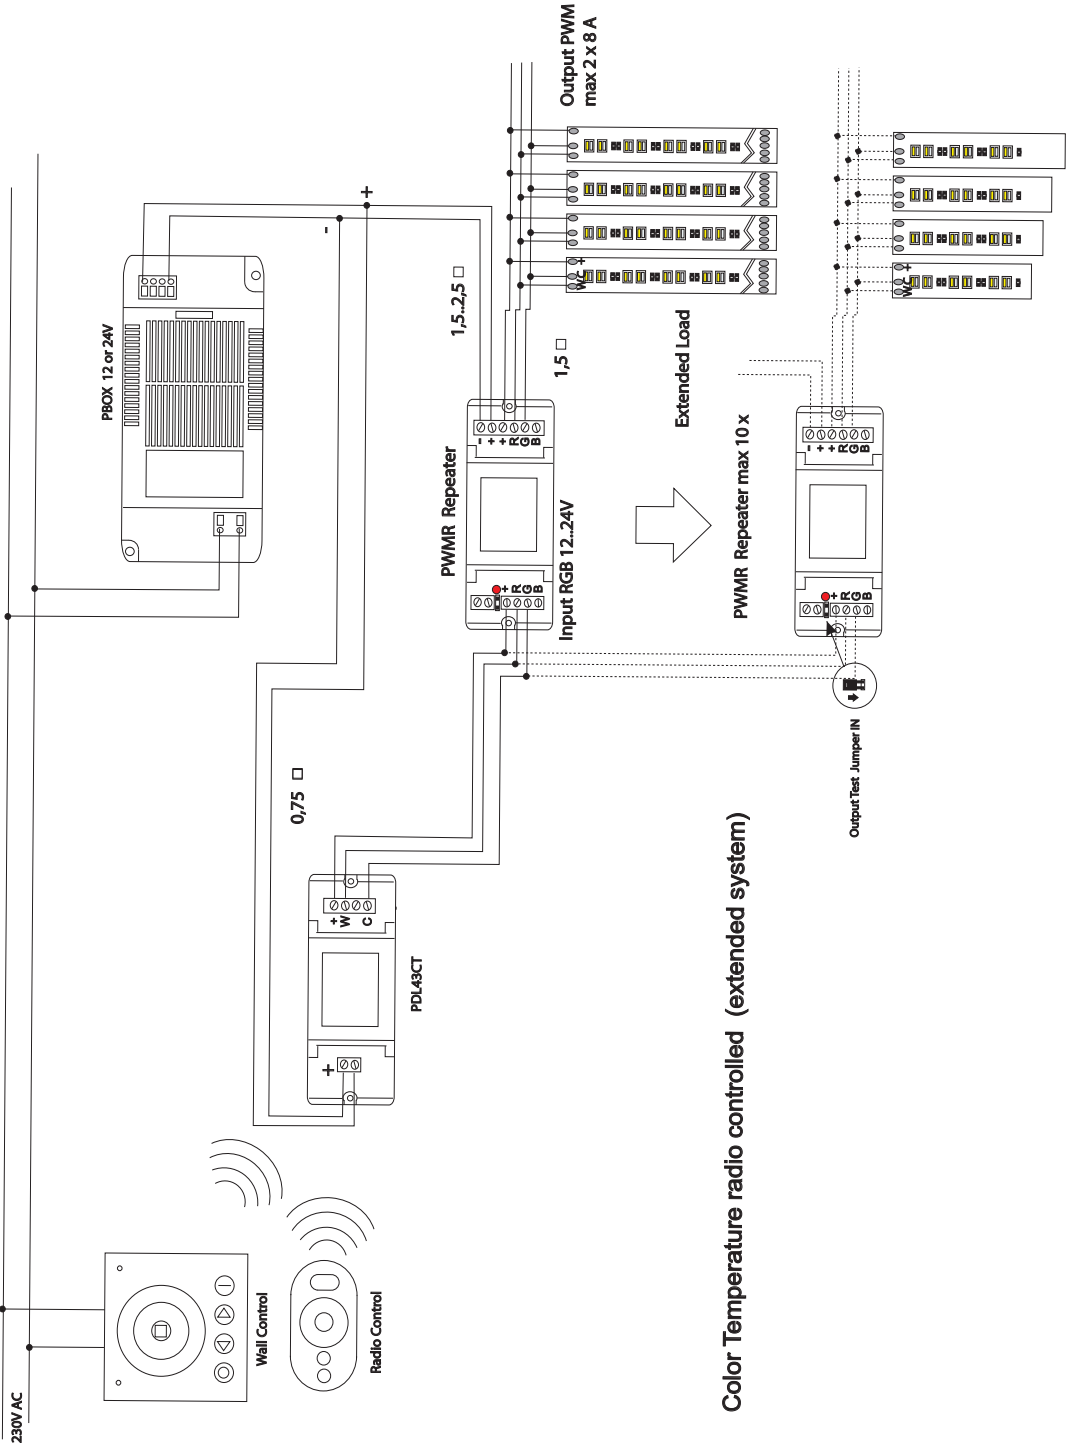 230V AC
Wall Control
Radio Control
PBOX 12 or 24V
-
+
0,75 □
1,5..2,5 □
1,5 □
+
PDL43CT
+
W
C
PWMR Repeater
Input RGB 12..24V
+
R
G
B
-
+
+
R
G
B
Output PWM
max 2 x 8 A
WC +
Extended Load
PWMR Repeater max 10 x
+
R
G
B
-
+
+
R
G
B
WC +
Output Test Jumper IN
Color Temperature radio controlled (extended system)